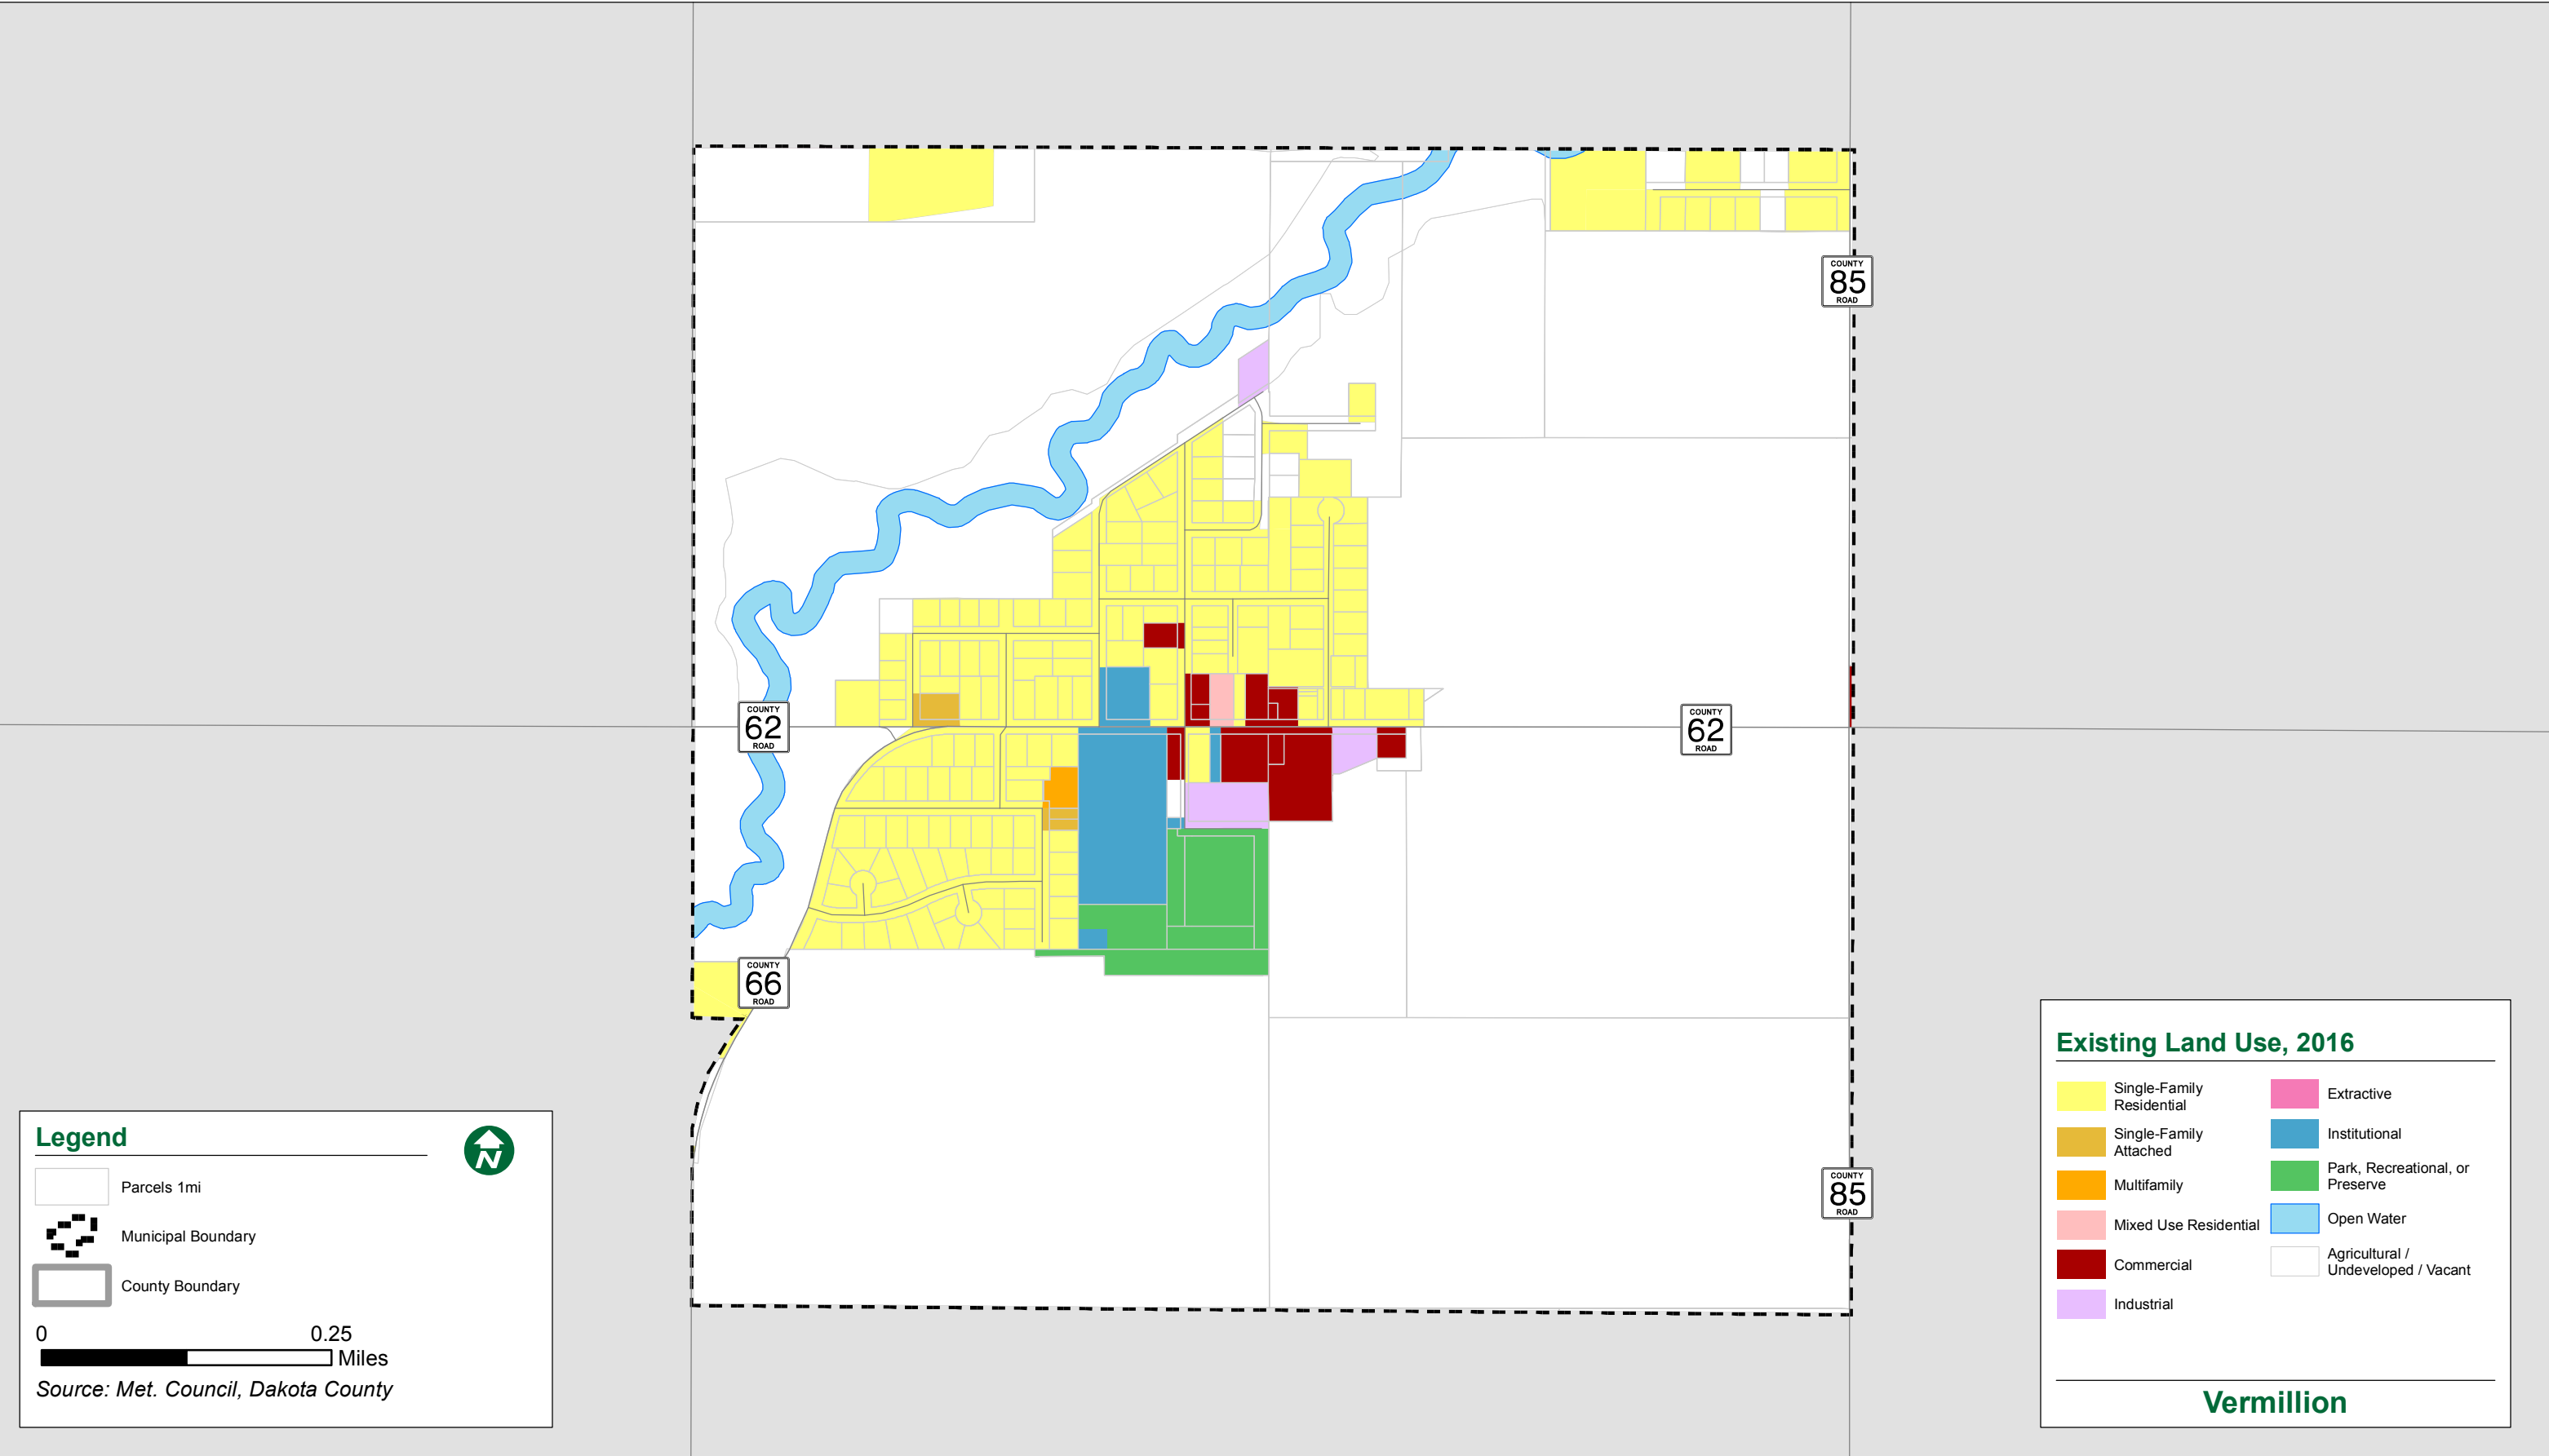 COUNTY
85
ROAD
COUNTY
62
ROAD
COUNTY
62
ROAD
COUNTY
66
ROAD
COUNTY
85
ROAD
Legend
N
Parcels 1mi
Municipal Boundary
County Boundary
0 0.25
Miles
Source: Met. Council, Dakota County
Existing Land Use, 2016
Single-Family
Residential
Single-Family
Attached
Multifamily
Mixed Use Residential
Commercial
Industrial
Extractive
Institutional
Park, Recreational, or
Preserve
Open Water
Agricultural /
Undeveloped / Vacant
Vermillion